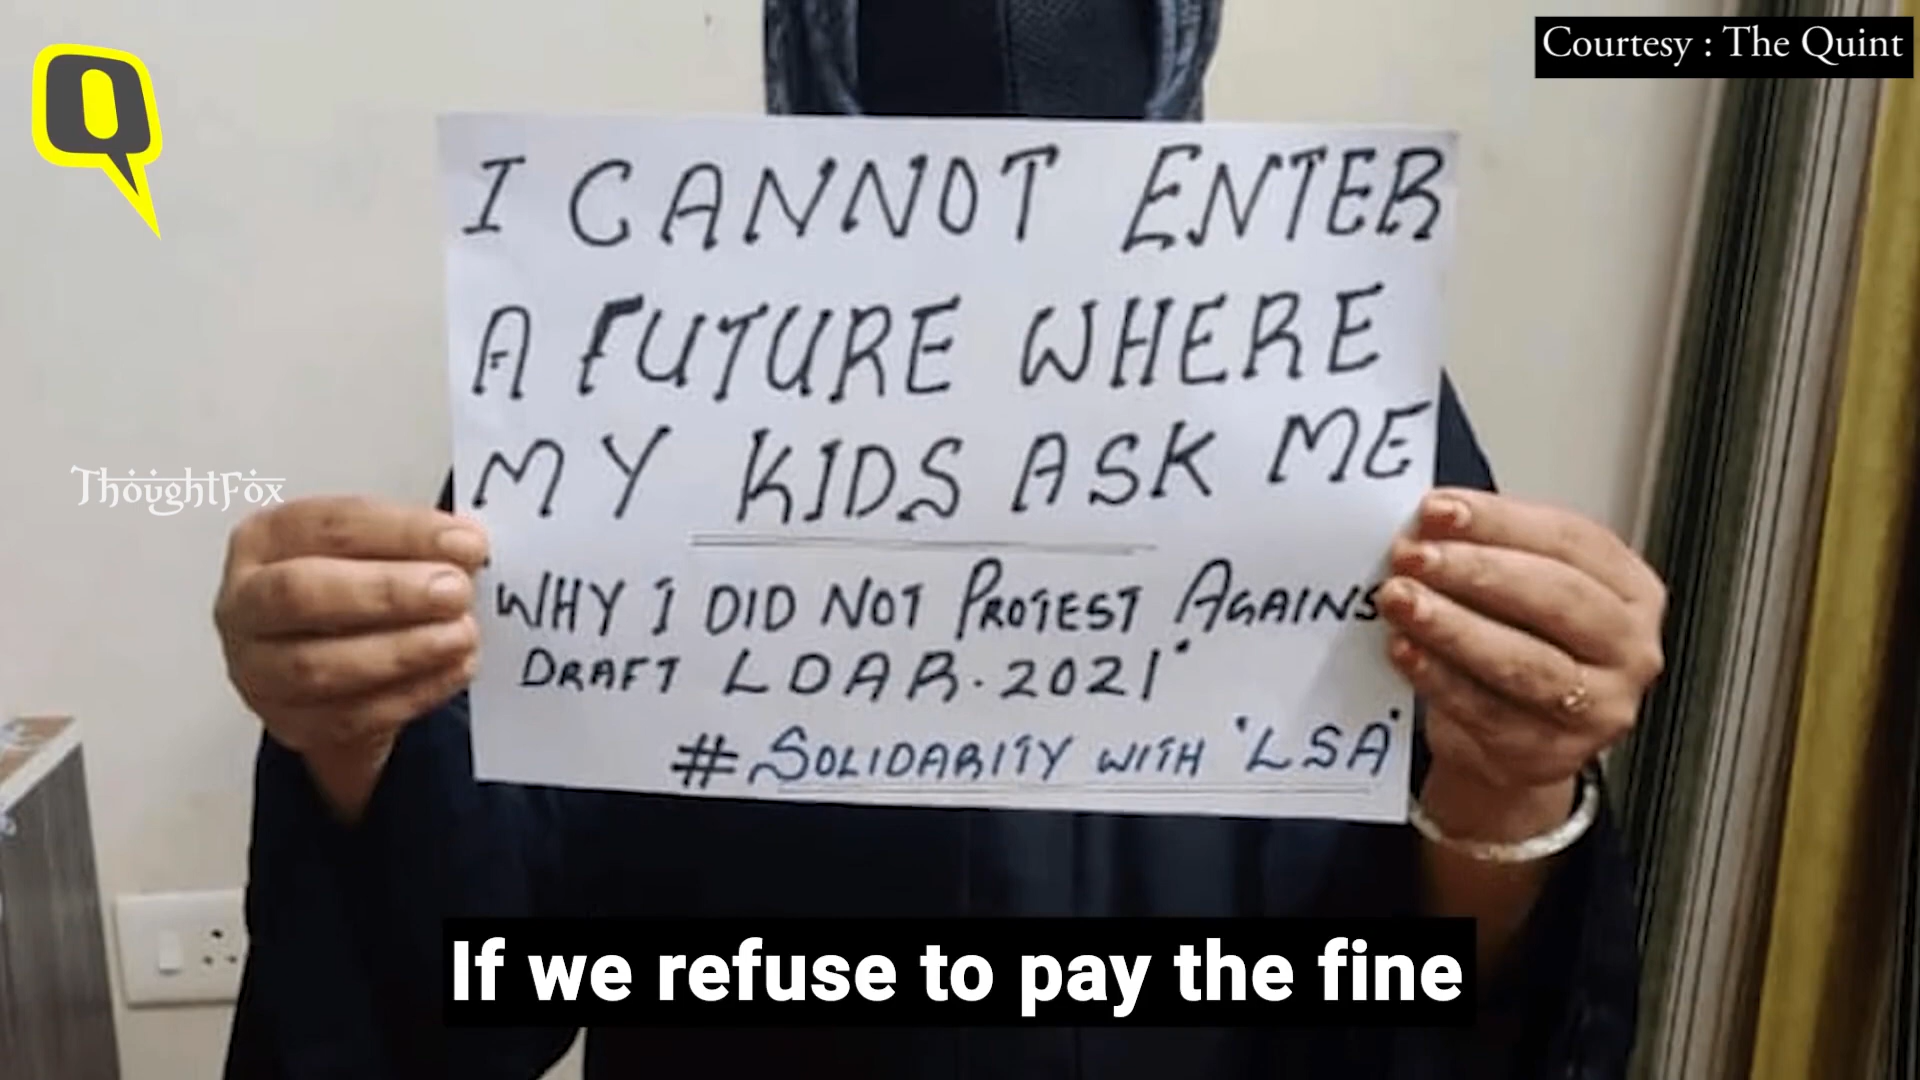 Courtesy : The Quint
Q
I CANNOT ENTER
A FUTURE WHERE
MY KIDS ASK ME
ThoughtFox
"WHY I DID NOT PROTEST AGAINS
DRAFT LDAR-2021"
# SOLIDARITY WITH 'LSA'
If we refuse to pay the fine